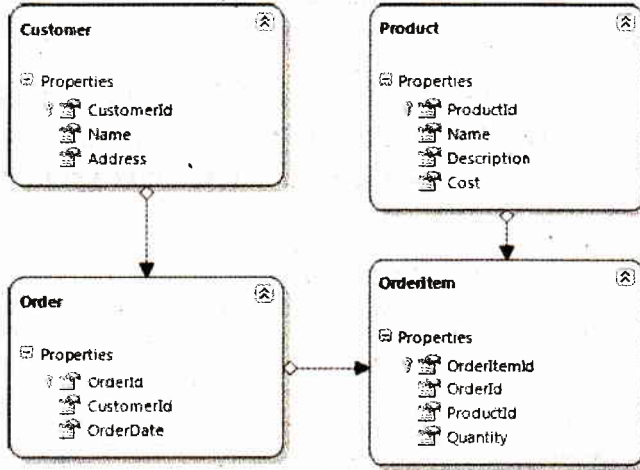 Customer
Properties
CustomerId
Name
Address
Product
Properties
ProductId
Name
Description
Cost
Order
Properties
OrderId
CustomerId
OrderDate
OrderItem
Properties
OrderItemId
OrderId
ProductId
Quantity